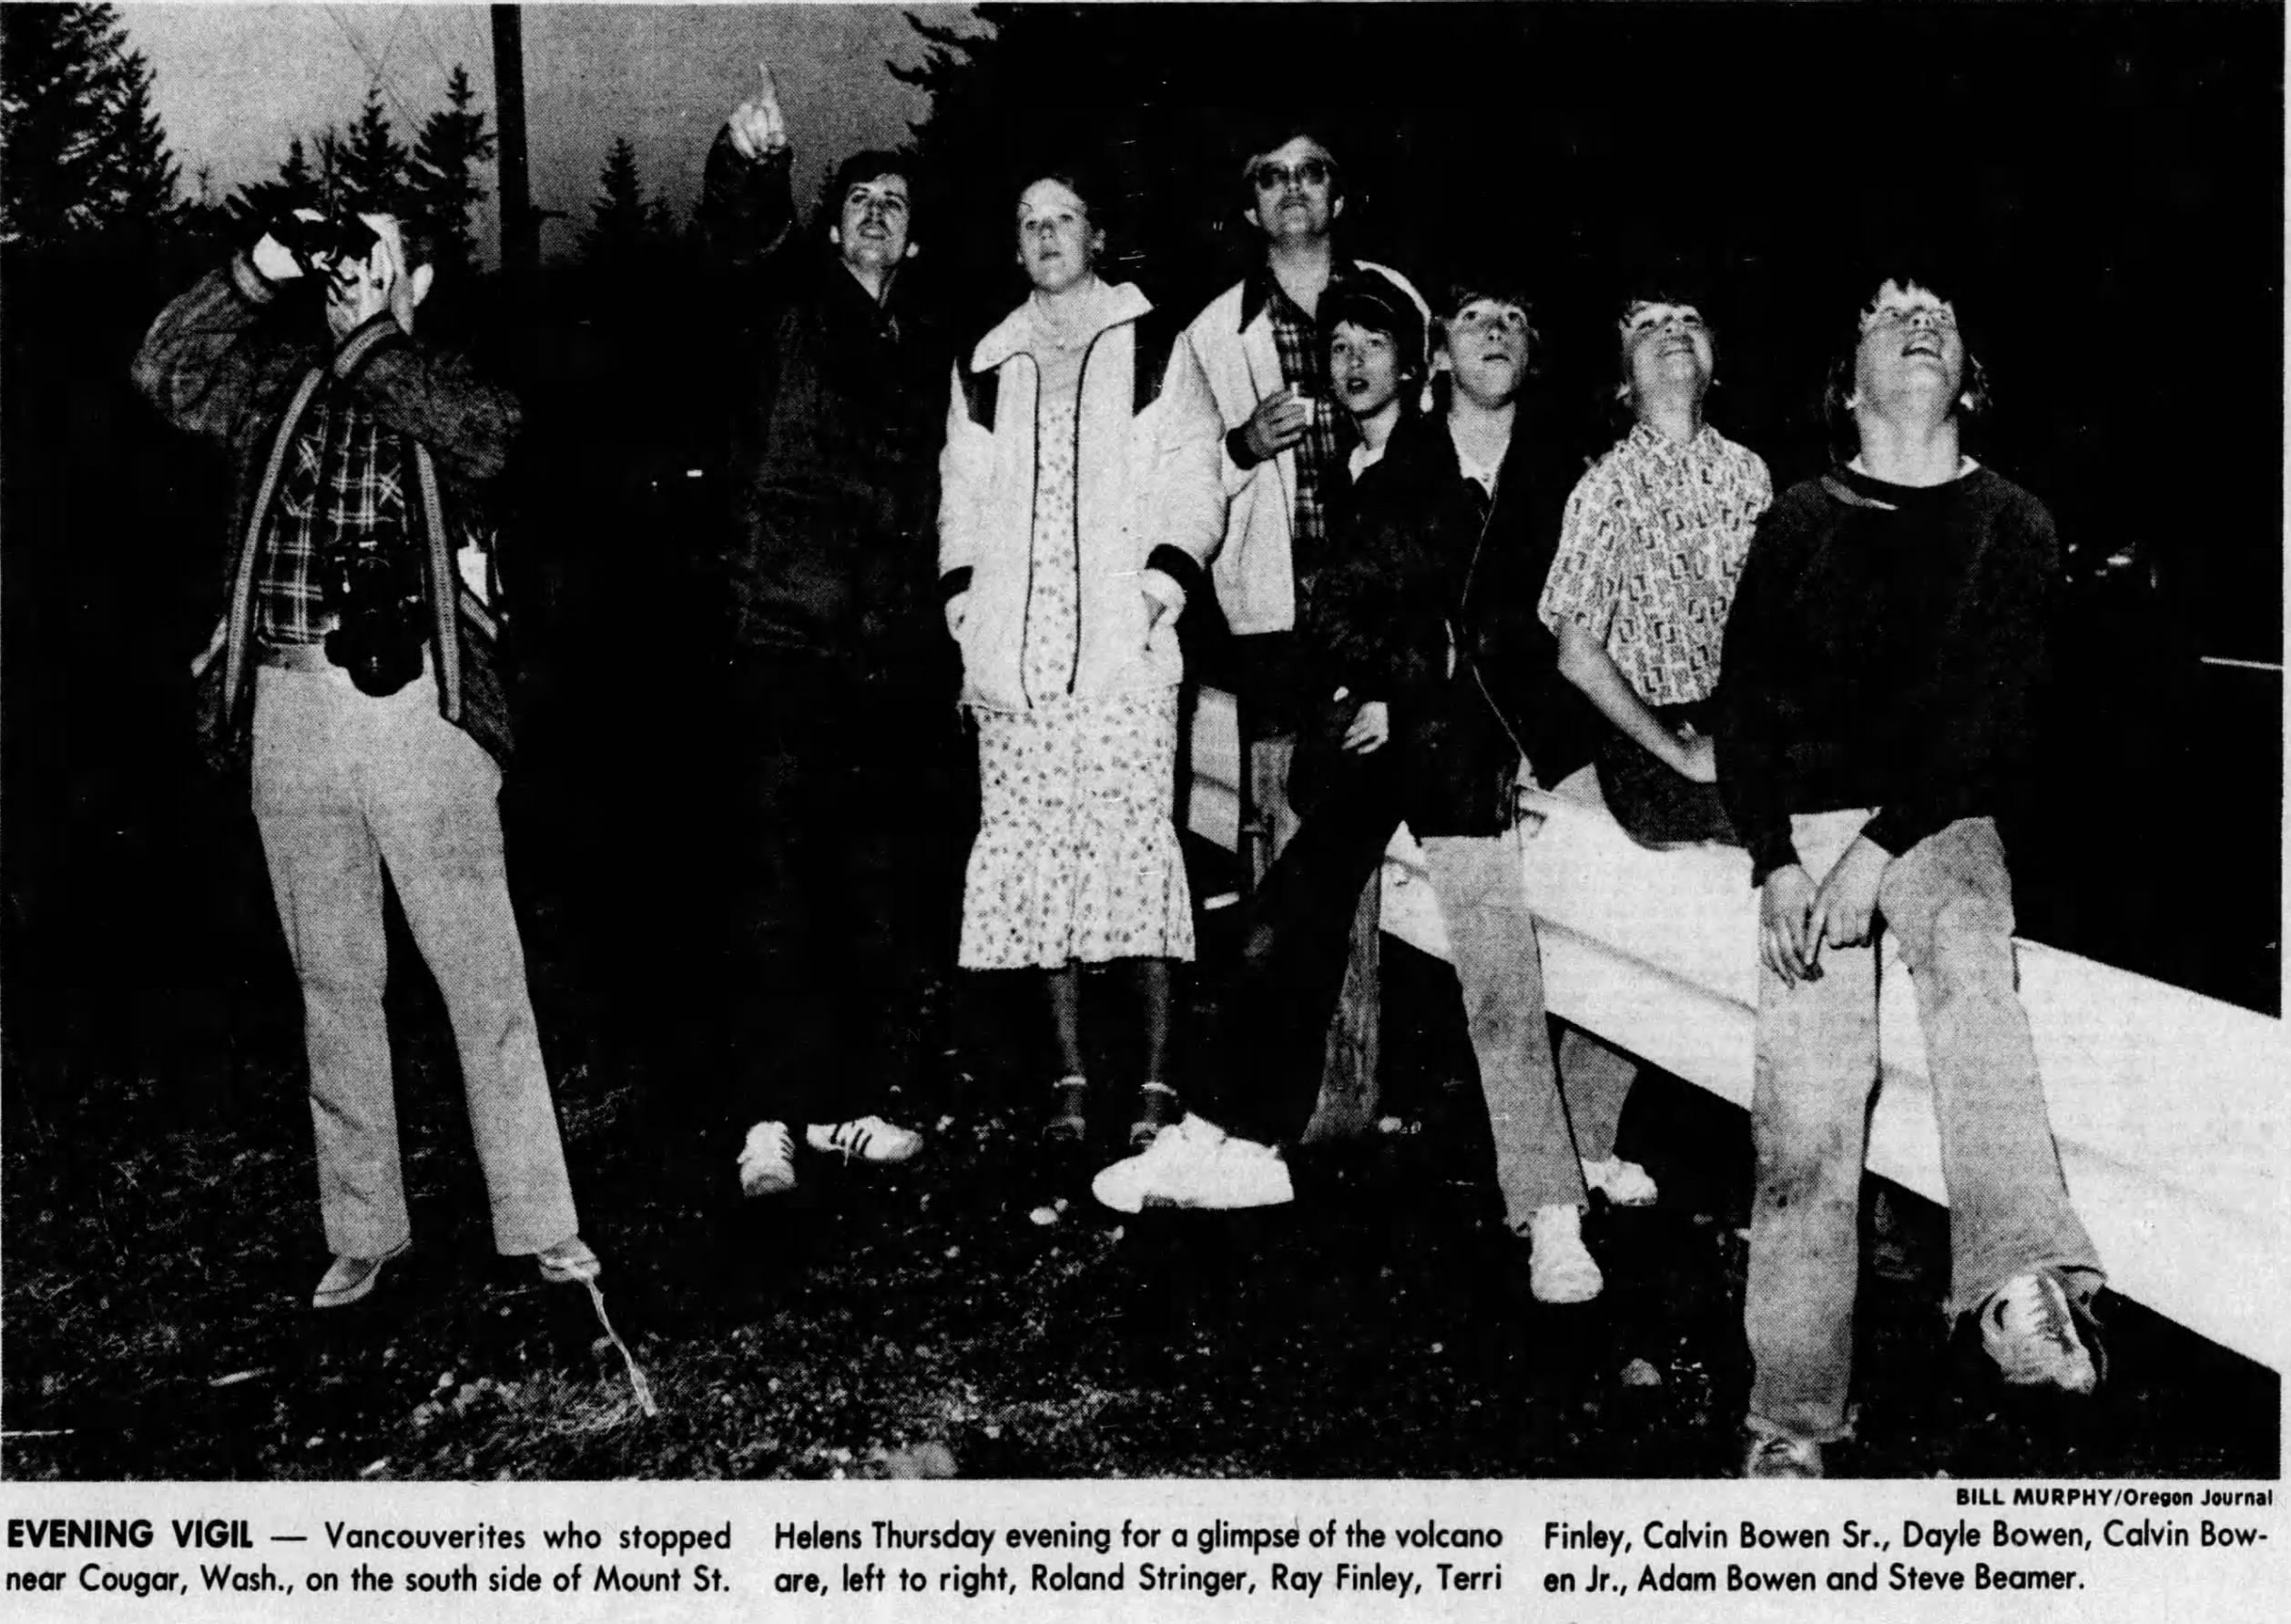 BILL MURPHY/Oregon Journal
EVENING VIGIL — Vancouverites who stopped
near Cougar, Wash., on the south side of Mount St.
Helens Thursday evening for a glimpse of the volcano
are, left to right, Roland Stringer, Ray Finley, Terri
Finley, Calvin Bowen Sr., Dayle Bowen, Calvin Bow-
en Jr., Adam Bowen and Steve Beamer.